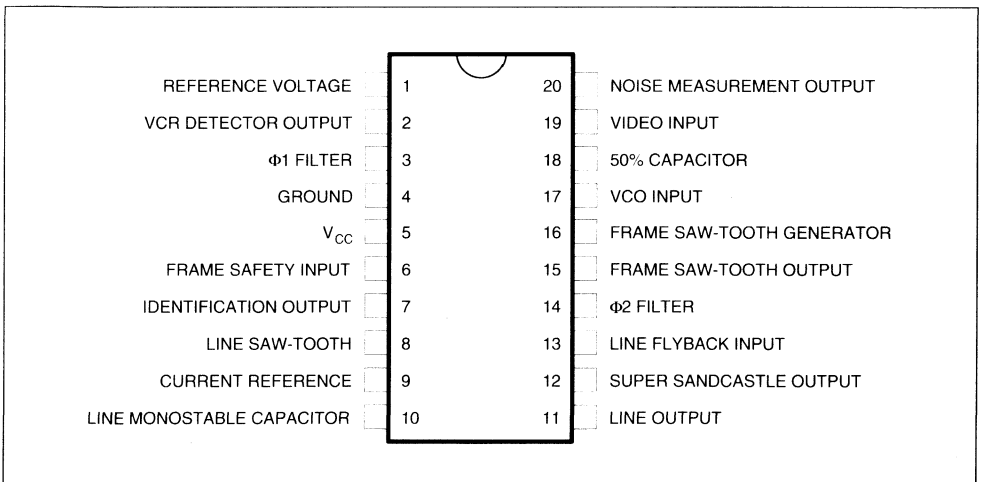 REFERENCE VOLTAGE 1 20 NOISE MEASUREMENT OUTPUT
VCR DETECTOR OUTPUT 2 19 VIDEO INPUT
Φ1 FILTER 3 18 50% CAPACITOR
GROUND 4 17 VCO INPUT
VCC 5 16 FRAME SAW-TOOTH GENERATOR
FRAME SAFETY INPUT 6 15 FRAME SAW-TOOTH OUTPUT
IDENTIFICATION OUTPUT 7 14 Φ2 FILTER
LINE SAW-TOOTH 8 13 LINE FLYBACK INPUT
CURRENT REFERENCE 9 12 SUPER SANDCASTLE OUTPUT
LINE MONOSTABLE CAPACITOR 10 11 LINE OUTPUT